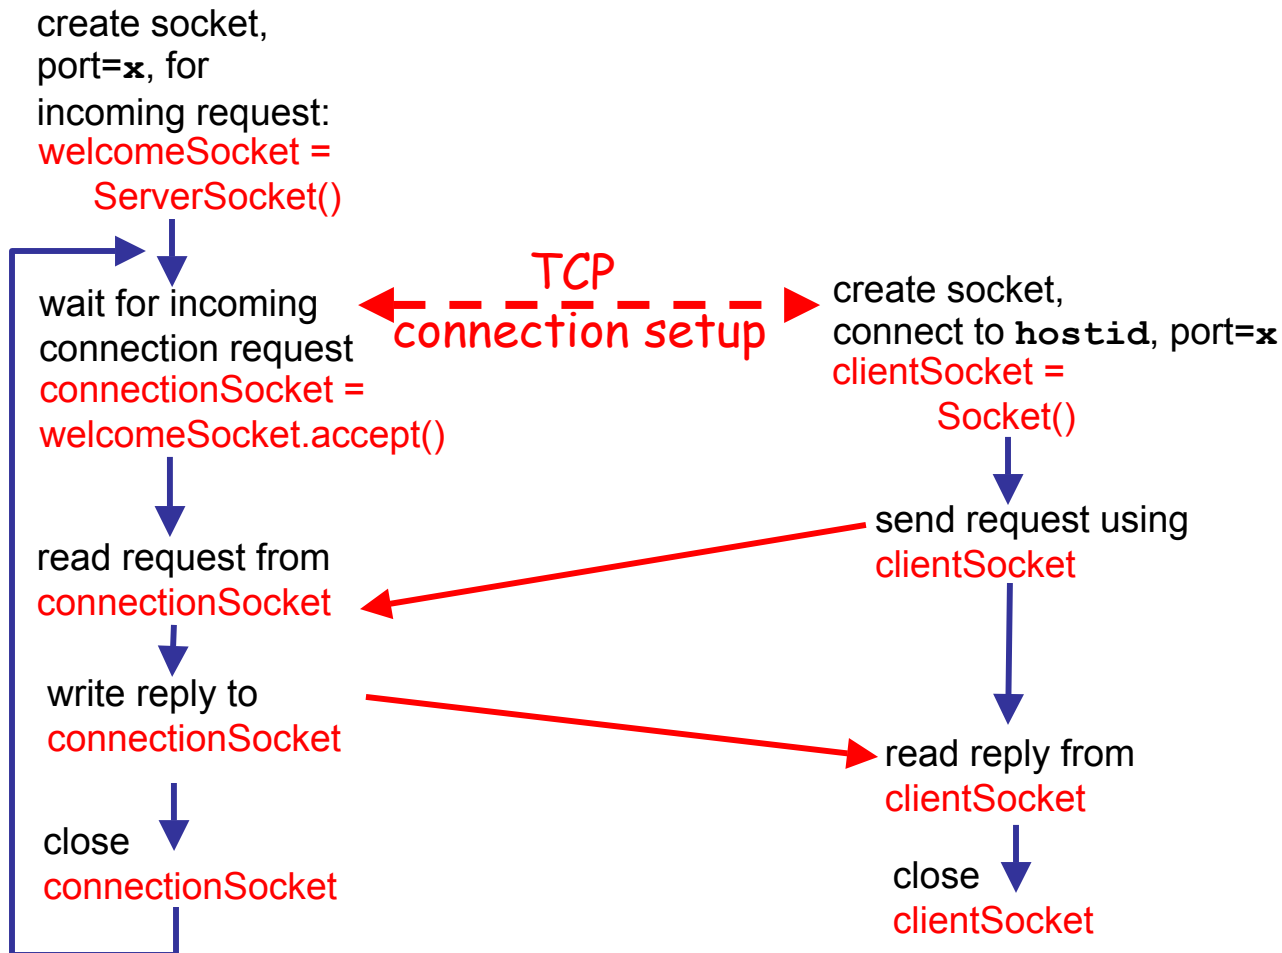 create socket,
port=x, for
incoming request:
welcomeSocket =
ServerSocket()
wait for incoming
connection request
connectionSocket =
welcomeSocket.accept()
read request from
connectionSocket
write reply to
connectionSocket
close
connectionSocket
TCP
connection setup
create socket,
connect to hostid, port=x
clientSocket =
Socket()
send request using
clientSocket
read reply from
clientSocket
close
clientSocket